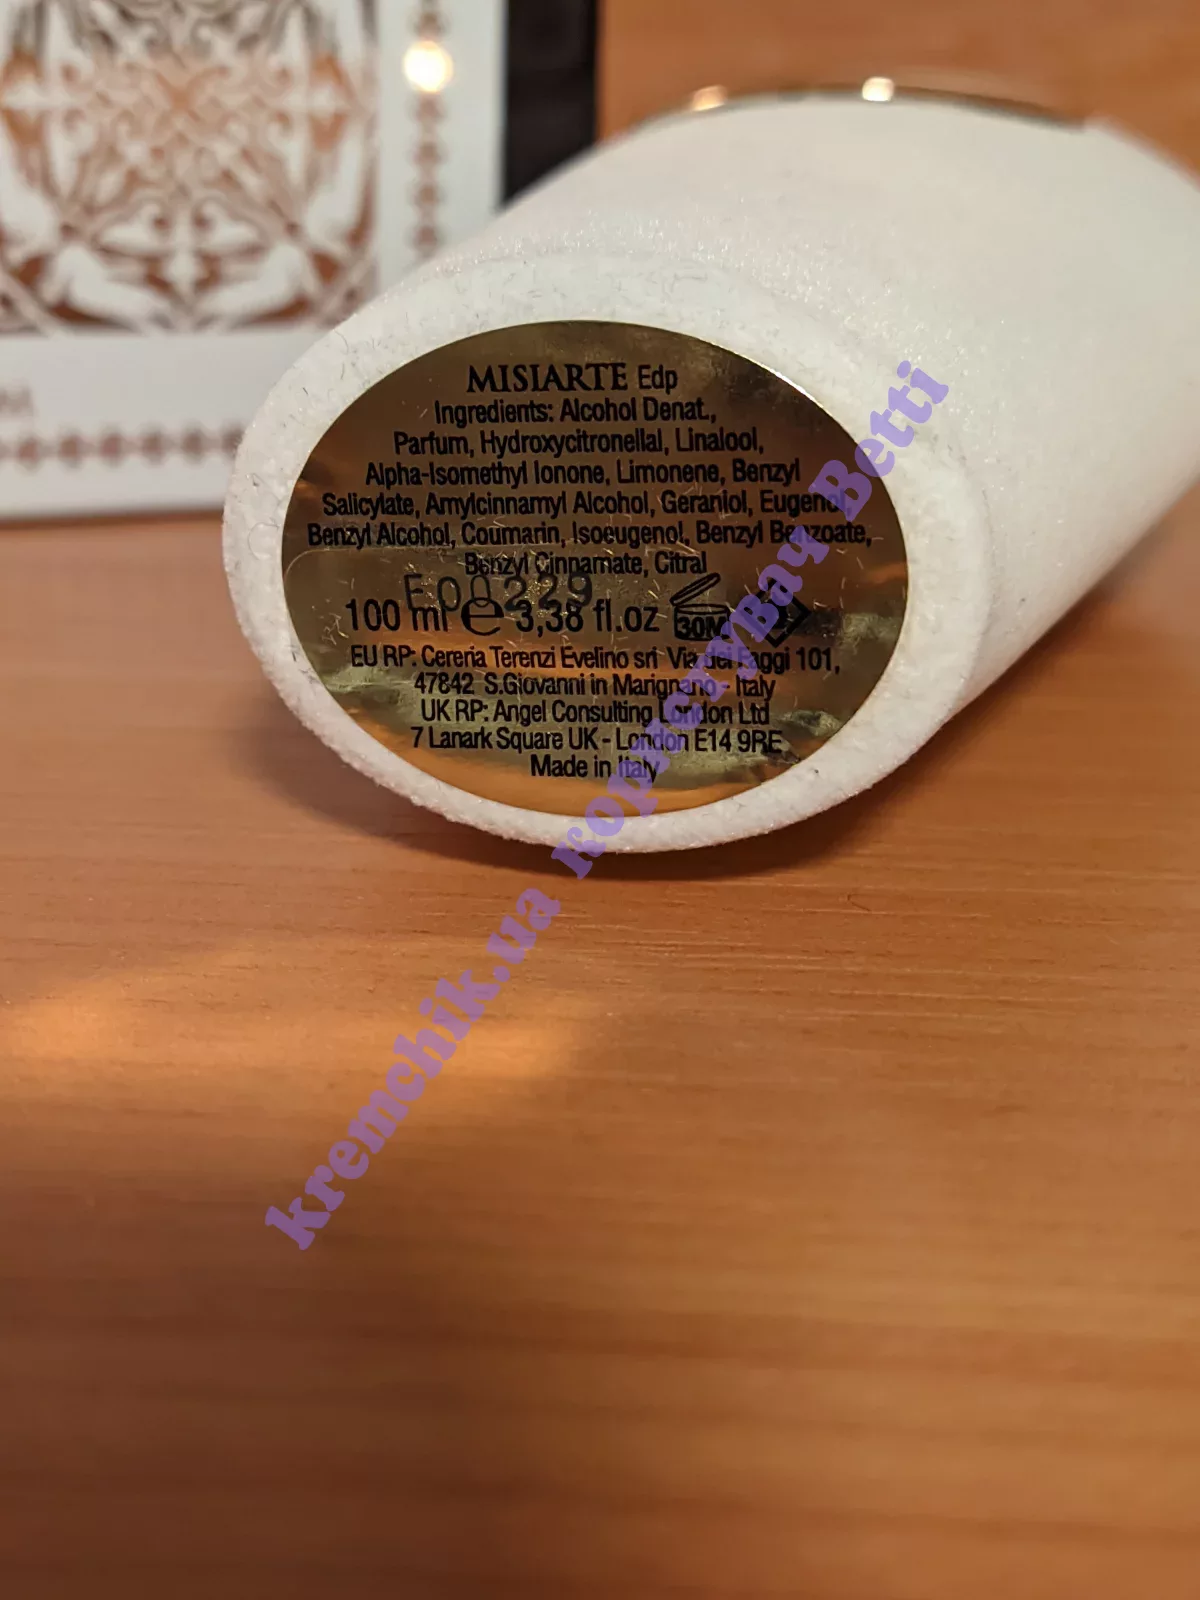 MISIARTE Edp
Ingredients: Alcohol Denat.,
Parfum, Hydroxycitronellal, Linalool,
Alpha-Isomethyl Ionone, Limonene, Benzyl
Salicylate, Amylcinnamyl Alcohol, Geraniol, Eugenol,
Benzyl Alcohol, Coumarin, Isoeugenol, Benzyl Benzoate,
Benzyl Cinnamate, Citral
100 ml e 3,38 fl.oz 30M
EU RP: Cereria Terenzi Evelino srl Via dei Faggi 101,
47842 S.Giovanni in Marignano - Italy
UK RP: Angel Consulting London Ltd
7 Lanark Square UK - London E14 9RE
Made in Italy
kremchik.ua користувач Betti